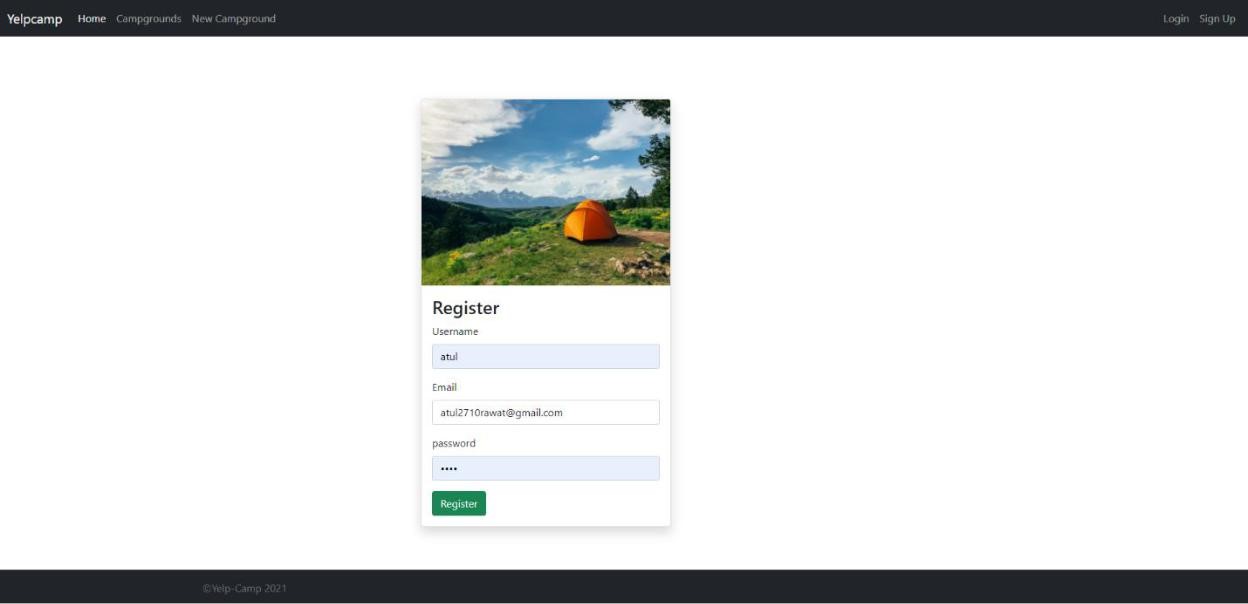 Yelpcamp Home Campgrounds New Campground Login Sign Up
Register
Username
atul
Email
atul2710rawat@gmail.com
password
••••
Register
©Yelp-Camp 2021